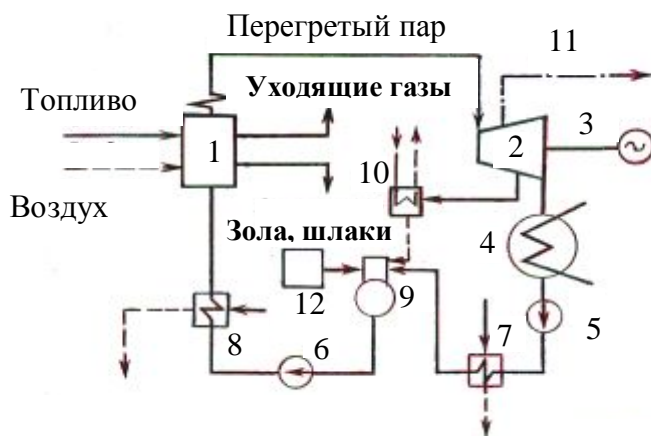 Перегретый пар
11
Топливо
Уходящие газы
1
2
3
10
Воздух
Зола, шлаки
4
12
9
8
6
7
5